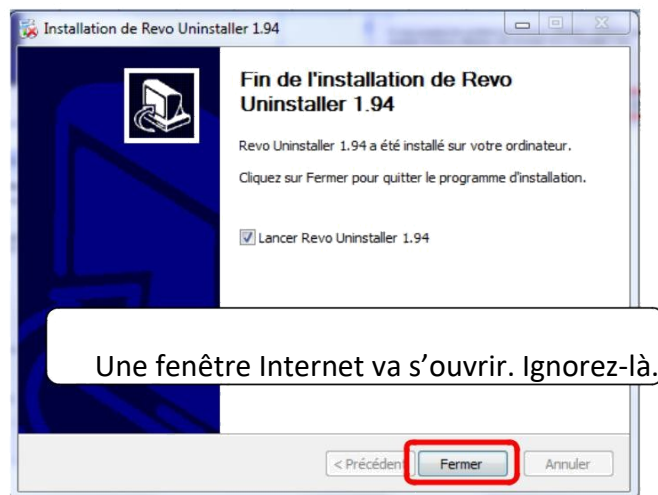 Installation de Revo Uninstaller 1.94
Fin de l'installation de Revo
Uninstaller 1.94
Revo Uninstaller 1.94 a été installé sur votre ordinateur.
Cliquez sur Fermer pour quitter le programme d'installation.
Lancer Revo Uninstaller 1.94
Une fenêtre Internet va s’ouvrir. Ignorez-là.
< Précédent Fermer Annuler